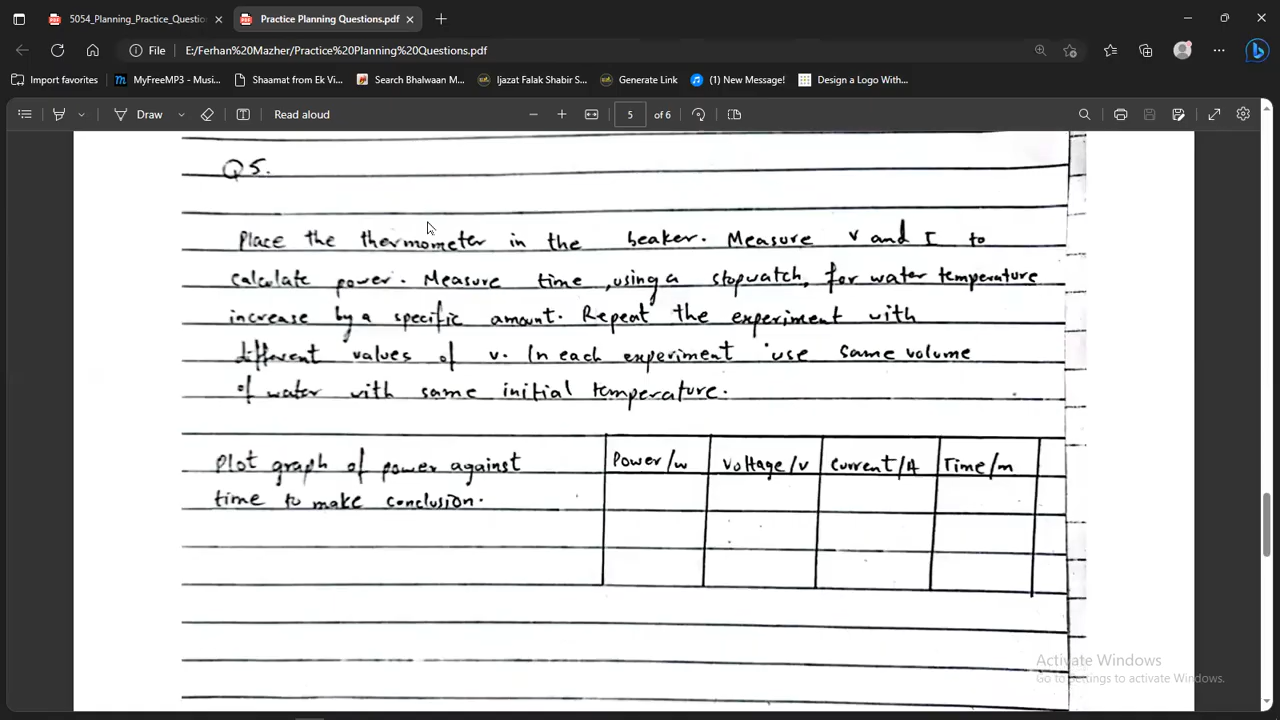 5054_Planning_Practice_Questio
Practice Planning Questions.pdf
File
E:/Ferhan%20Mazher/Practice%20Planning%20Questions.pdf
Import favorites
MyFreeMP3 - Musi...
Shaamat from Ek Vi...
Search Bhalwaan M...
Ijazat Falak Shabir S...
Generate Link
(1) New Message!
Design a Logo With...
Draw
Read aloud
5 of 6
Q5.
Place the thermometer in the beaker. Measure v and I to
calculate power. Measure time, using a stopwatch, for water temperature
increase by a specific amount. Repeat the experiment with
different values of v. In each experiment use same volume
of water with same initial temperature.
Plot graph of power against
time to make conclusion.
Power/w Voltage/v Current/A Time/m
Activate Windows
Go to Settings to activate Windows.